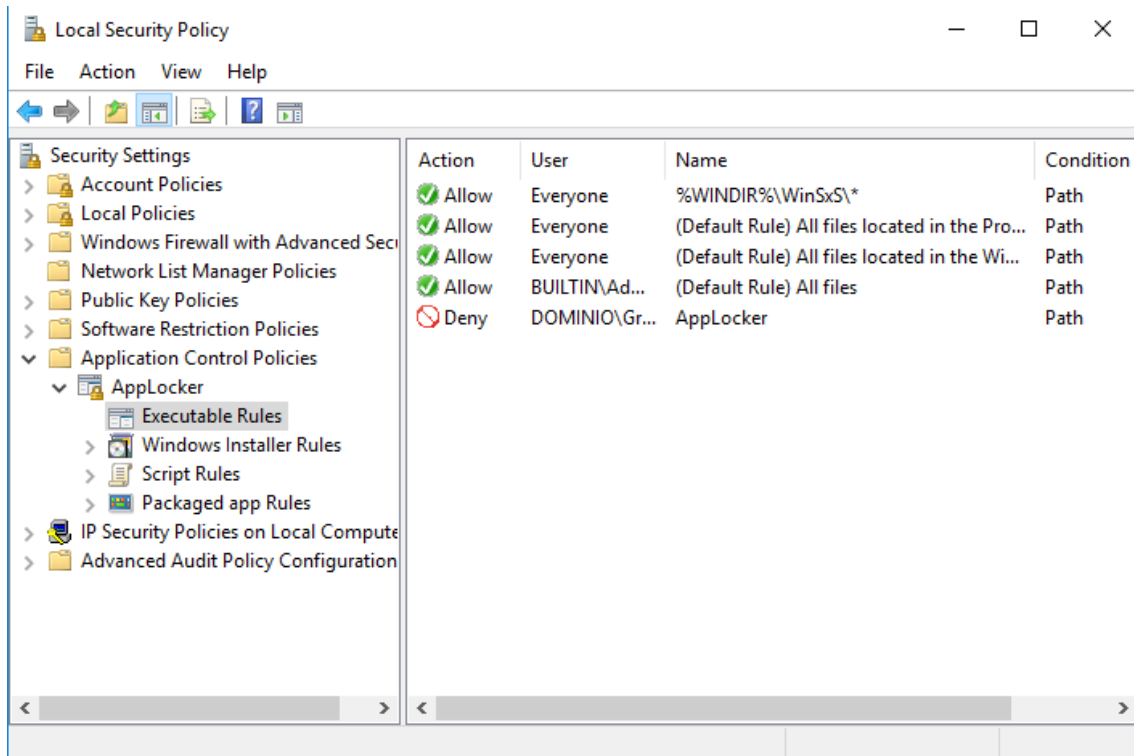 Local Security Policy
File Action View Help
Security Settings
Account Policies
Local Policies
Windows Firewall with Advanced Secu
Network List Manager Policies
Public Key Policies
Software Restriction Policies
Application Control Policies
AppLocker
Executable Rules
Windows Installer Rules
Script Rules
Packaged app Rules
IP Security Policies on Local Compute
Advanced Audit Policy Configuration
Action User Name Condition
Allow Everyone %WINDIR%\WinSxS\* Path
Allow Everyone (Default Rule) All files located in the Pro... Path
Allow Everyone (Default Rule) All files located in the Wi... Path
Allow BUILTIN\Ad... (Default Rule) All files Path
Deny DOMINIO\Gr... AppLocker Path